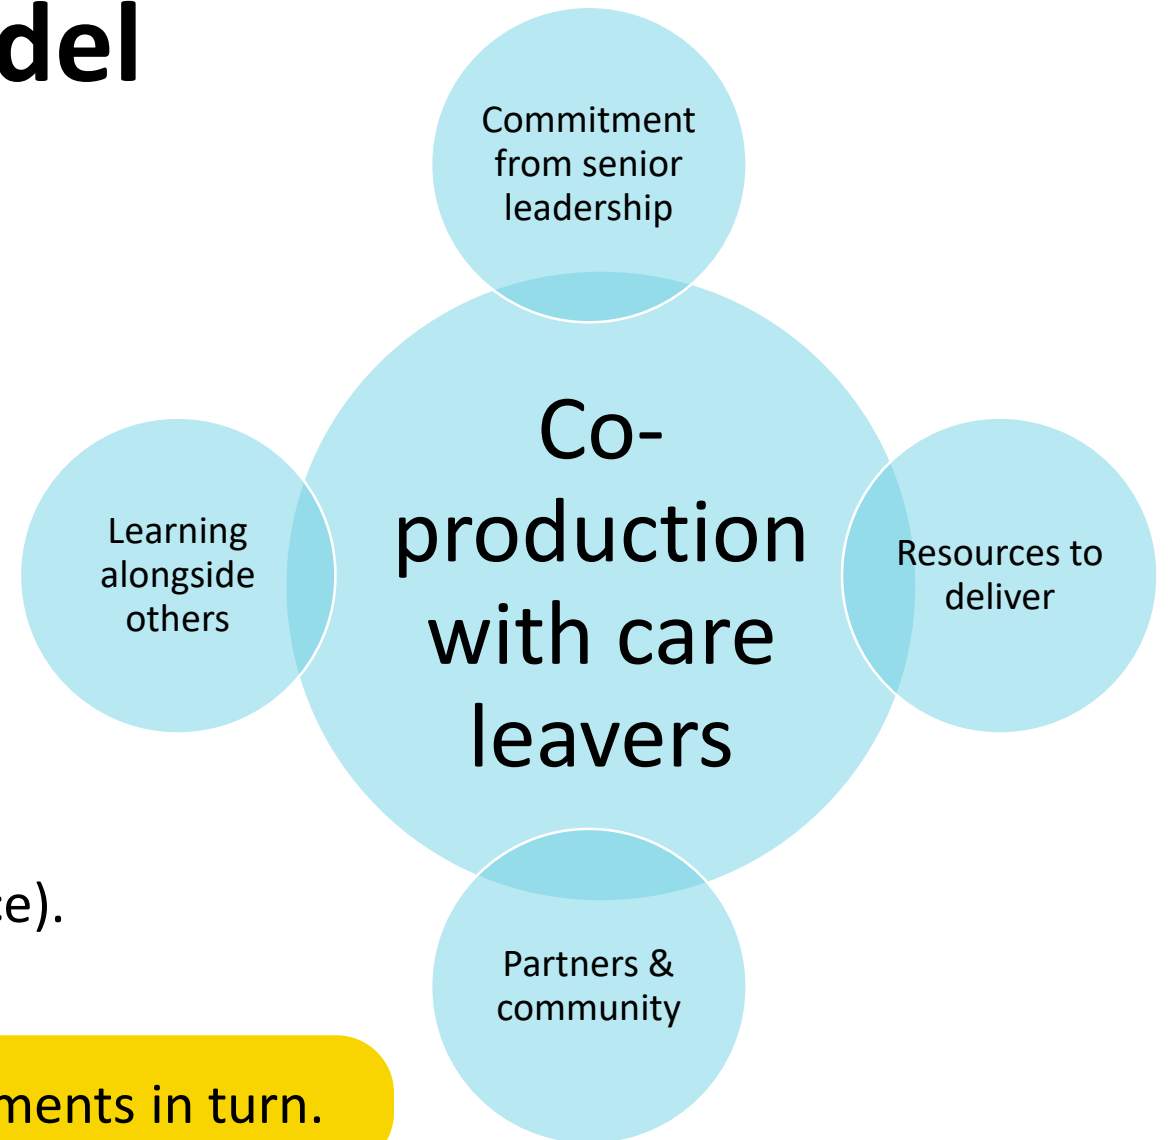 del
Commitment
from senior
leadership
Co-
production
with care
leavers
Learning
alongside
others
Resources to
deliver
Partners &
community
ce).
ments in turn.